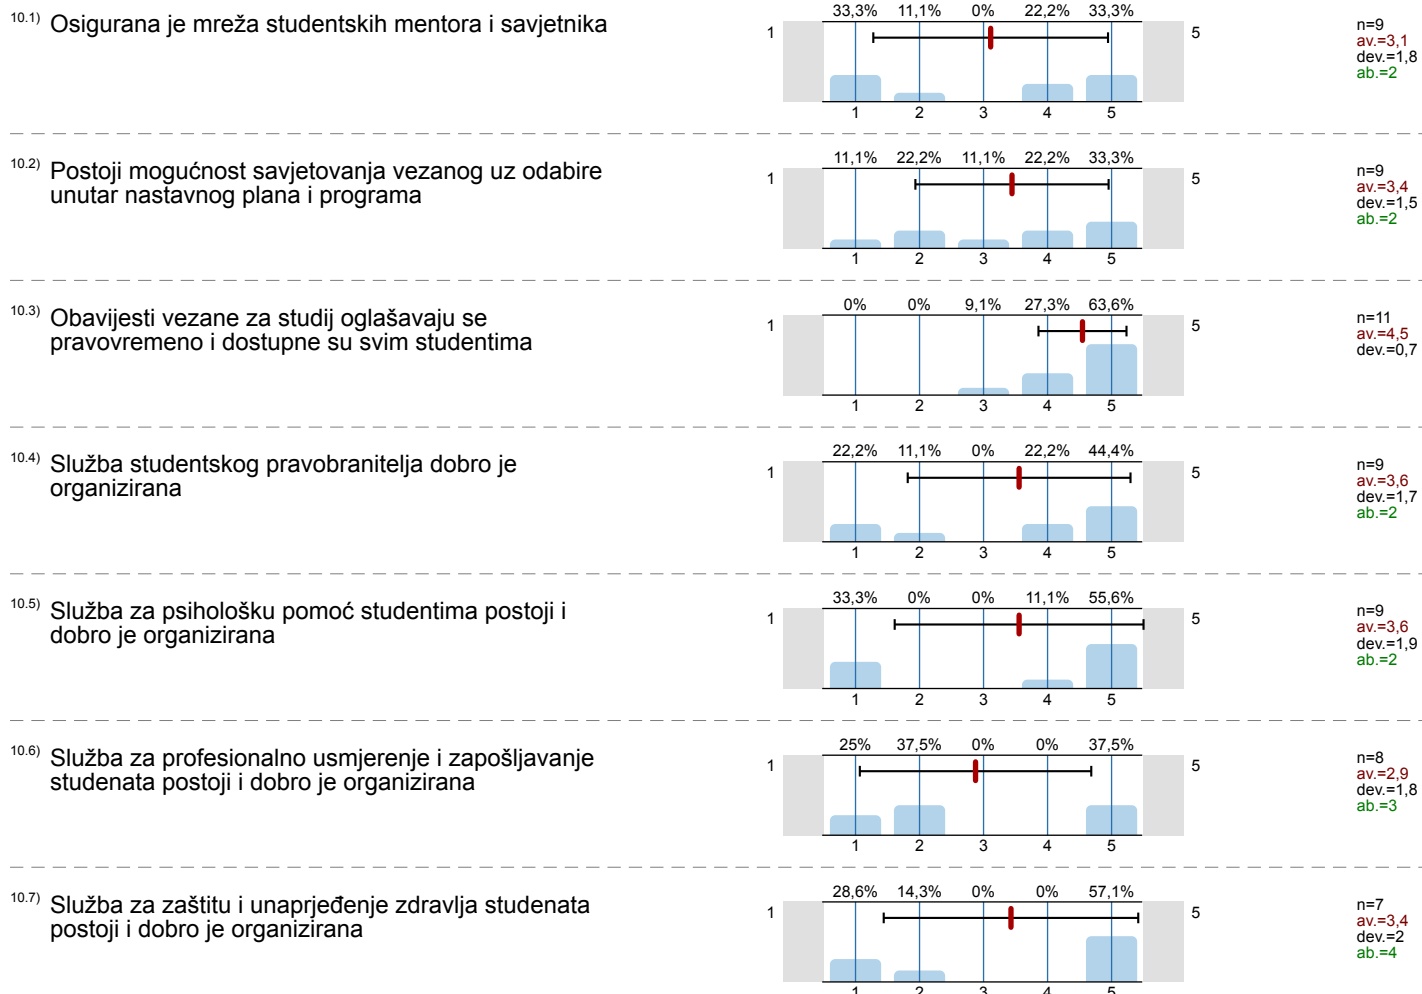 10.1) Osigurana je mreža studentskih mentora i savjetnika
33,3% 11,1% 0% 22,2% 33,3%
1 5
1 2 3 4 5
n=9
av.=3,1
dev.=1,8
ab.=2
10.2) Postoji mogućnost savjetovanja vezanog uz odabire
unutar nastavnog plana i programa
11,1% 22,2% 11,1% 22,2% 33,3%
1 5
1 2 3 4 5
n=9
av.=3,4
dev.=1,5
ab.=2
10.3) Obavijesti vezane za studij oglašavaju se
pravovremeno i dostupne su svim studentima
0% 0% 9,1% 27,3% 63,6%
1 5
1 2 3 4 5
n=11
av.=4,5
dev.=0,7
10.4) Služba studentskog pravobranitelja dobro je
organizirana
22,2% 11,1% 0% 22,2% 44,4%
1 5
1 2 3 4 5
n=9
av.=3,6
dev.=1,7
ab.=2
10.5) Služba za psihološku pomoć studentima postoji i
dobro je organizirana
33,3% 0% 0% 11,1% 55,6%
1 5
1 2 3 4 5
n=9
av.=3,6
dev.=1,9
ab.=2
10.6) Služba za profesionalno usmjerenje i zapošljavanje
studenata postoji i dobro je organizirana
25% 37,5% 0% 0% 37,5%
1 5
1 2 3 4 5
n=8
av.=2,9
dev.=1,8
ab.=3
10.7) Služba za zaštitu i unaprjeđenje zdravlja studenata
postoji i dobro je organizirana
28,6% 14,3% 0% 0% 57,1%
1 5
1 2 3 4 5
n=7
av.=3,4
dev.=2
ab.=4